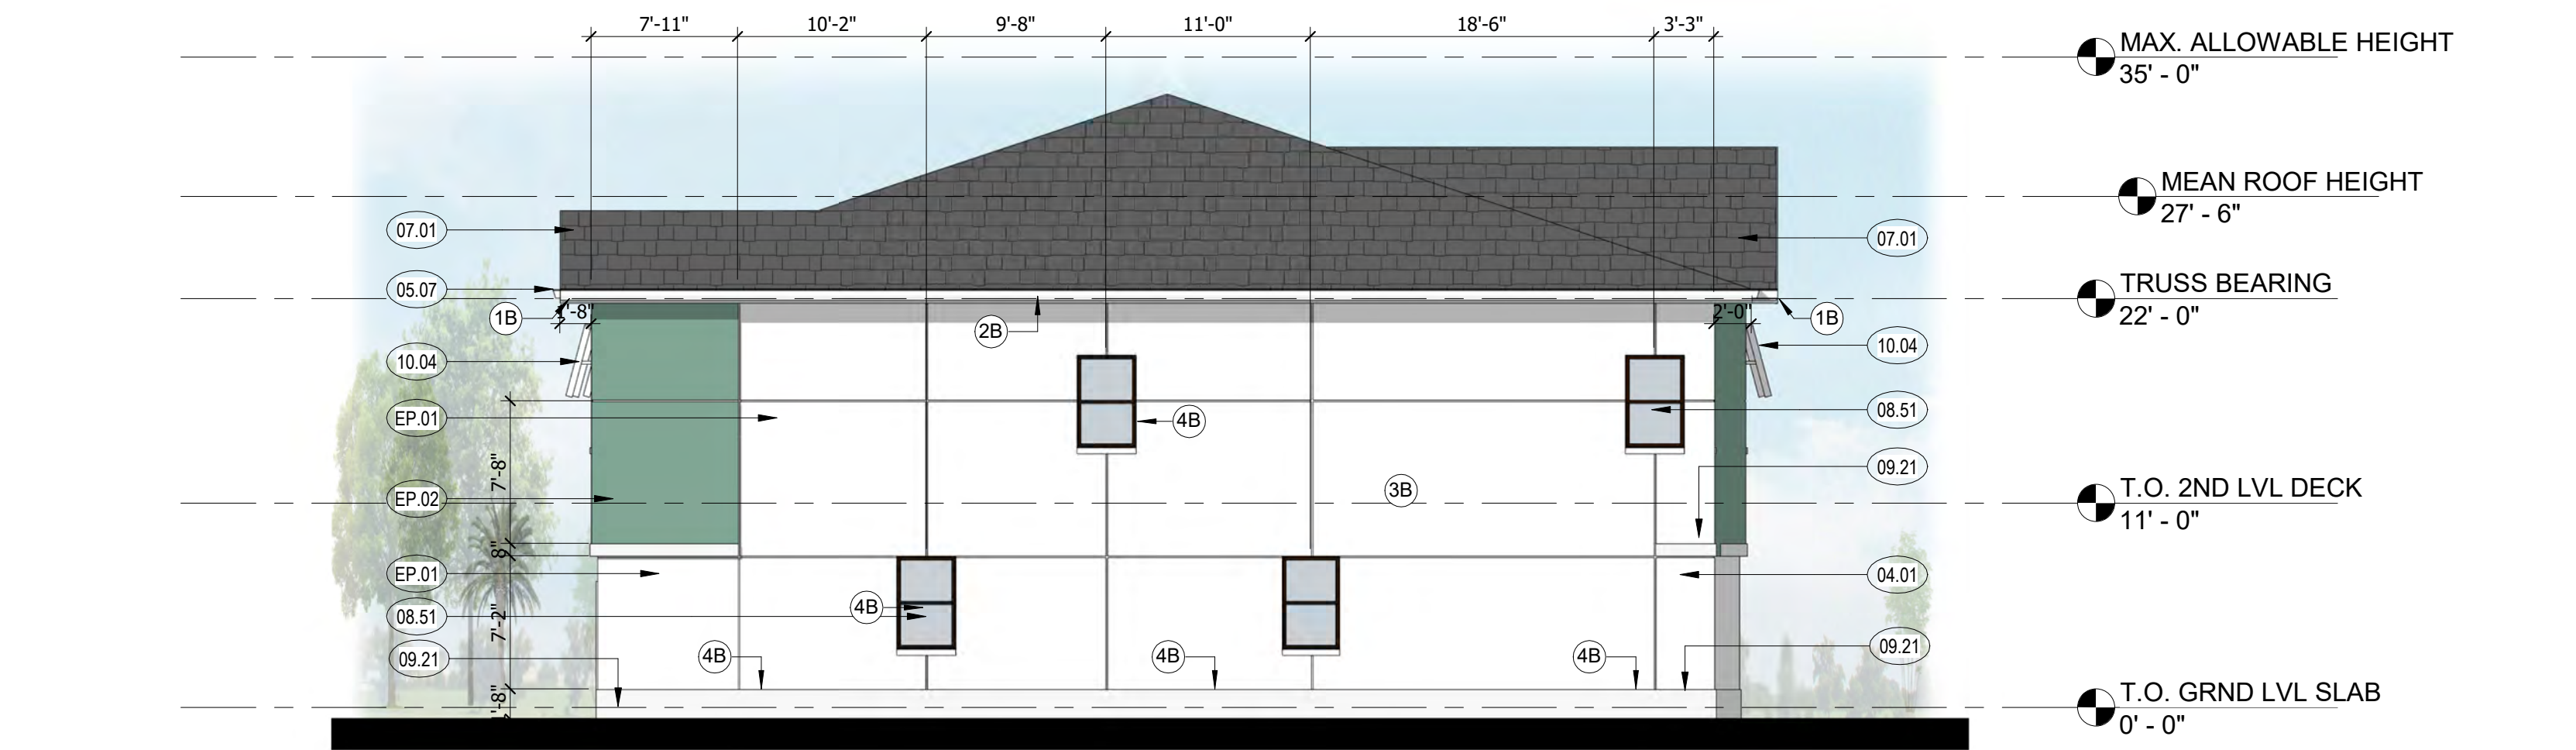 7'-11" 10'-2" 9'-8" 11'-0" 18'-6" 3'-3"
MAX. ALLOWABLE HEIGHT
35' - 0"
MEAN ROOF HEIGHT
27' - 6"
07.01
07.01
05.07
TRUSS BEARING
22' - 0"
1B
1'-8"
2B
2'-0"
1B
10.04
10.04
EP.01
4B
08.51
7'-8"
09.21
EP.02
3B
T.O. 2ND LVL DECK
11' - 0"
8"
EP.01
04.01
08.51
4B
7'-2"
09.21
4B
4B
4B
09.21
1'-8"
T.O. GRND LVL SLAB
0' - 0"